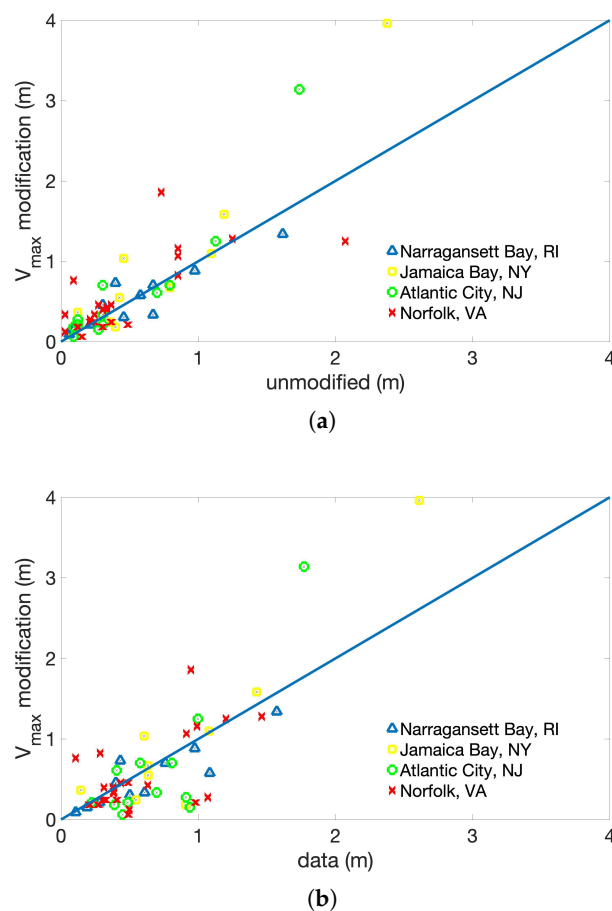 4
3
2
1
0
V_max modification (m)
Narragansett Bay, RI
Jamaica Bay, NY
Atlantic City, NJ
Norfolk, VA
0 1 2 3 4
unmodified (m)
(a)
4
3
2
1
0
V_max modification (m)
Narragansett Bay, RI
Jamaica Bay, NY
Atlantic City, NJ
Norfolk, VA
0 1 2 3 4
data (m)
(b)